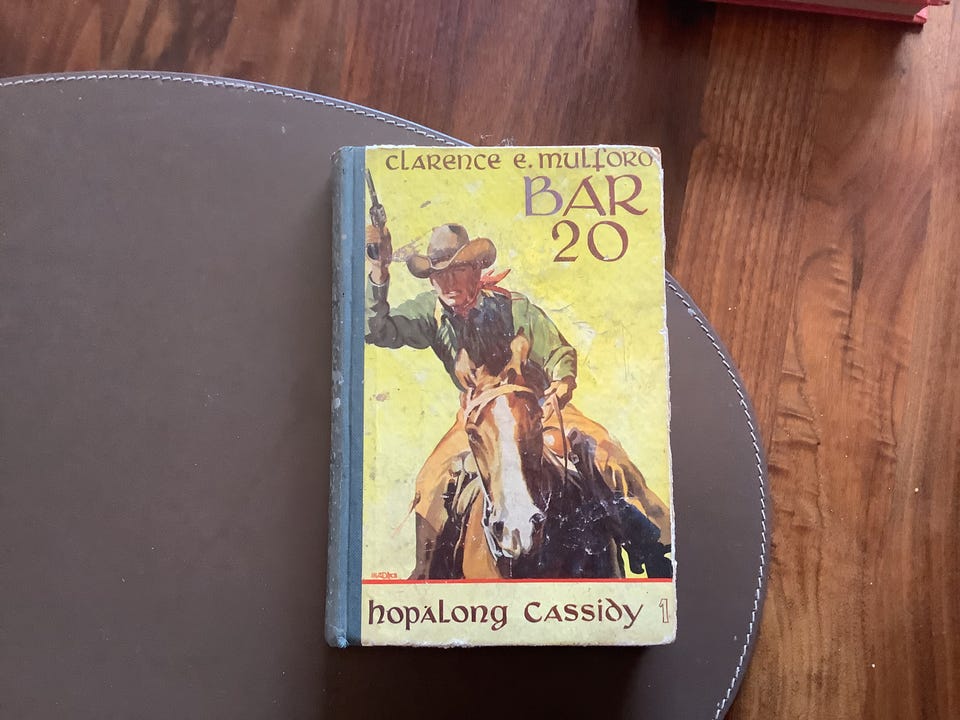 CLARENCE E. MULFORD
BAR
20
hopalong Cassidy 1